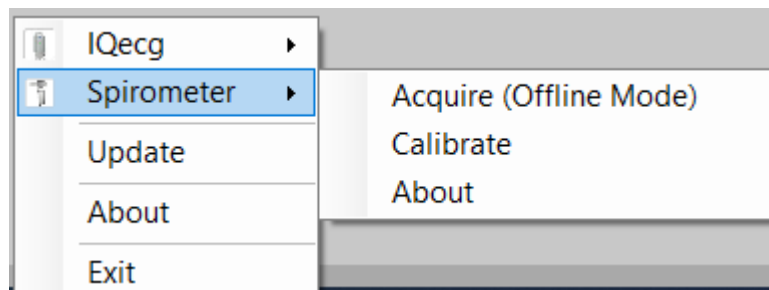 IQecg
Spirometer
Update
About
Exit
Acquire (Offline Mode)
Calibrate
About